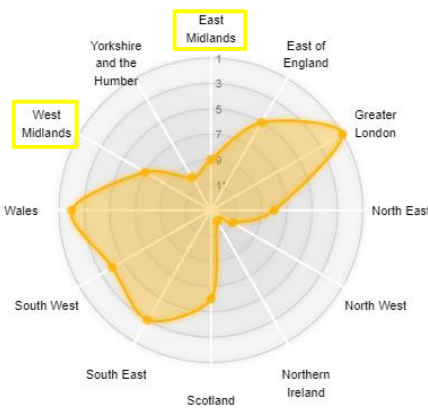 East
Midlands
East of
England
Greater
London
North East
North West
Northern
Ireland
Scotland
South East
South West
Wales
West
Midlands
Yorkshire
and the
Humber
1
3
5
7
9